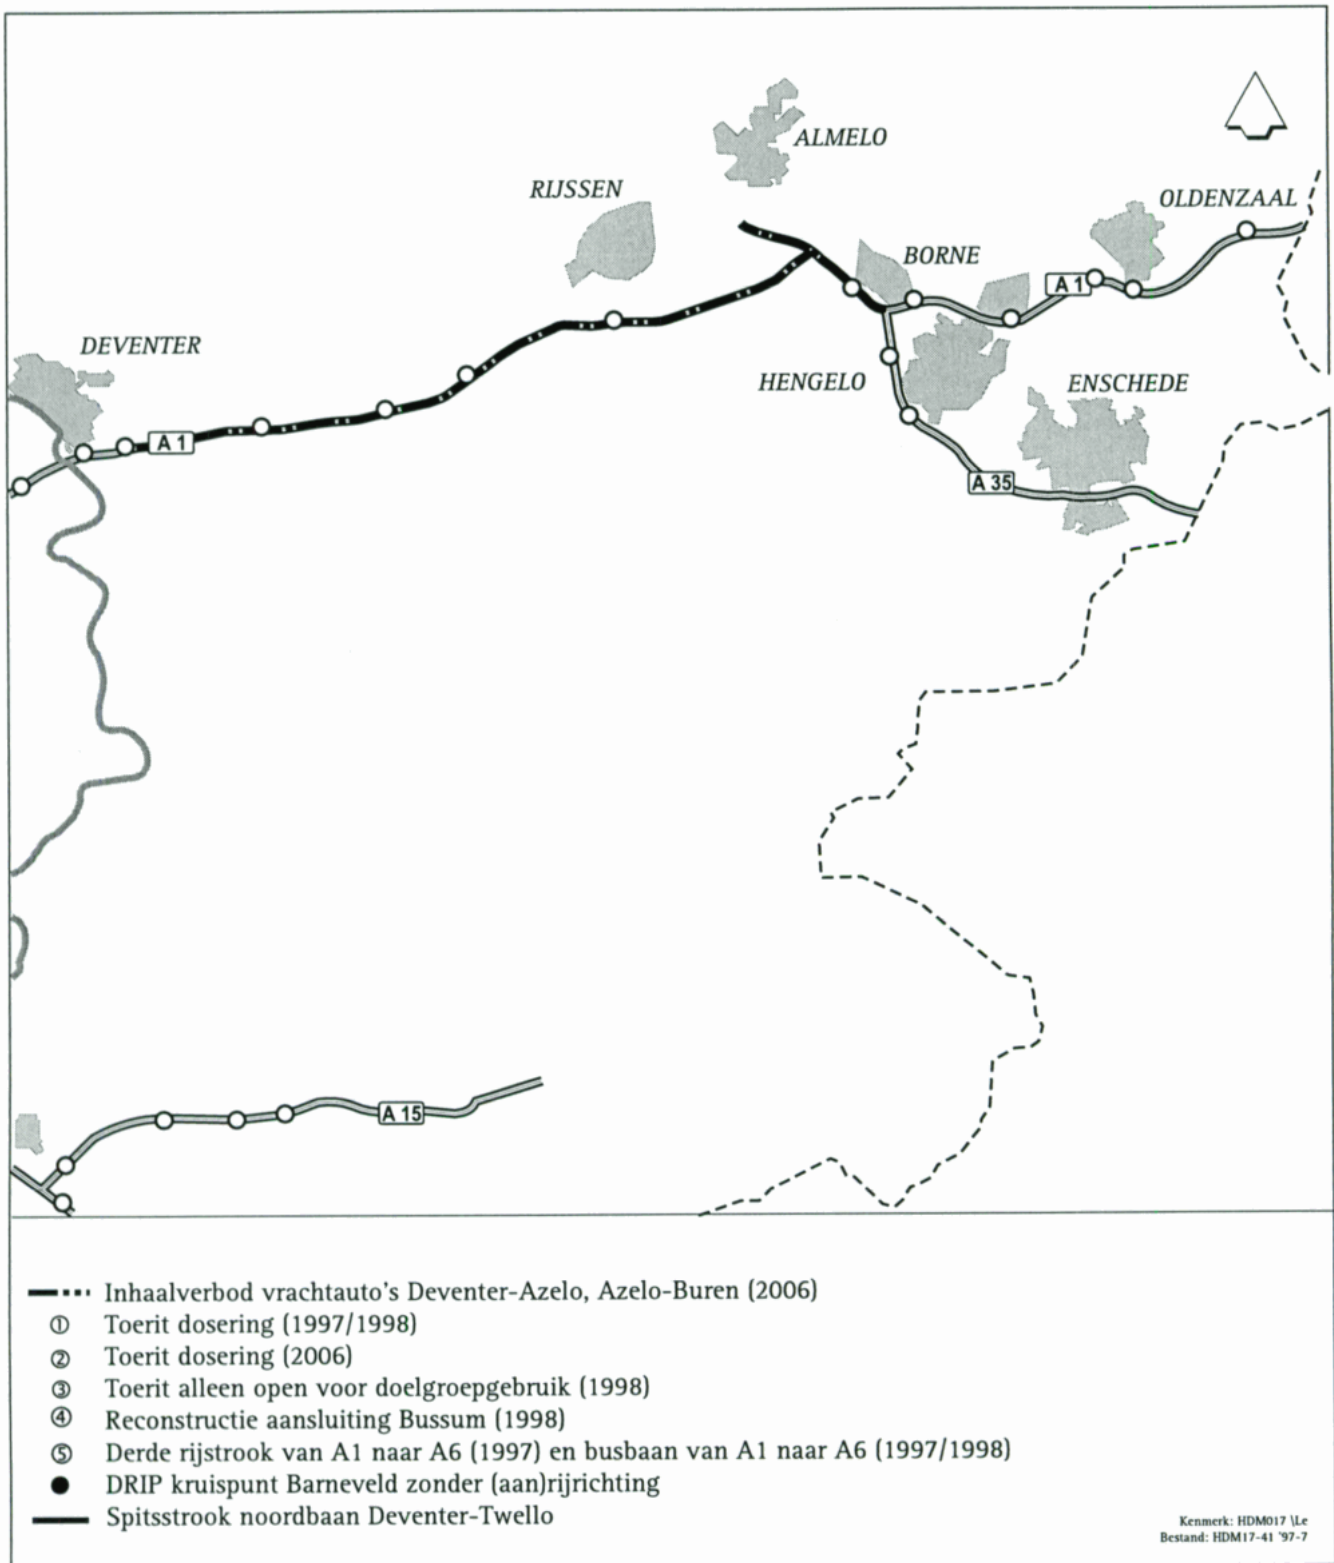 ALMELO
RIJSSEN
OLDENZAAL
BORNE
A 1
DEVENTER
HENGELO
ENSCHEDE
A 1
A 35
A 15
Inhaalverbod vrachtauto's Deventer-Azelo, Azelo-Buren (2006)
① Toerit dosering (1997/1998)
② Toerit dosering (2006)
③ Toerit alleen open voor doelgroepgebruik (1998)
④ Reconstructie aansluiting Bussum (1998)
⑤ Derde rijstrook van A1 naar A6 (1997) en busbaan van A1 naar A6 (1997/1998)
DRIP kruispunt Barneveld zonder (aan)rijrichting
Spitsstrook noordbaan Deventer-Twello
Kenmerk: HDM017 \Le
Bestand: HDM17-41 '97-7